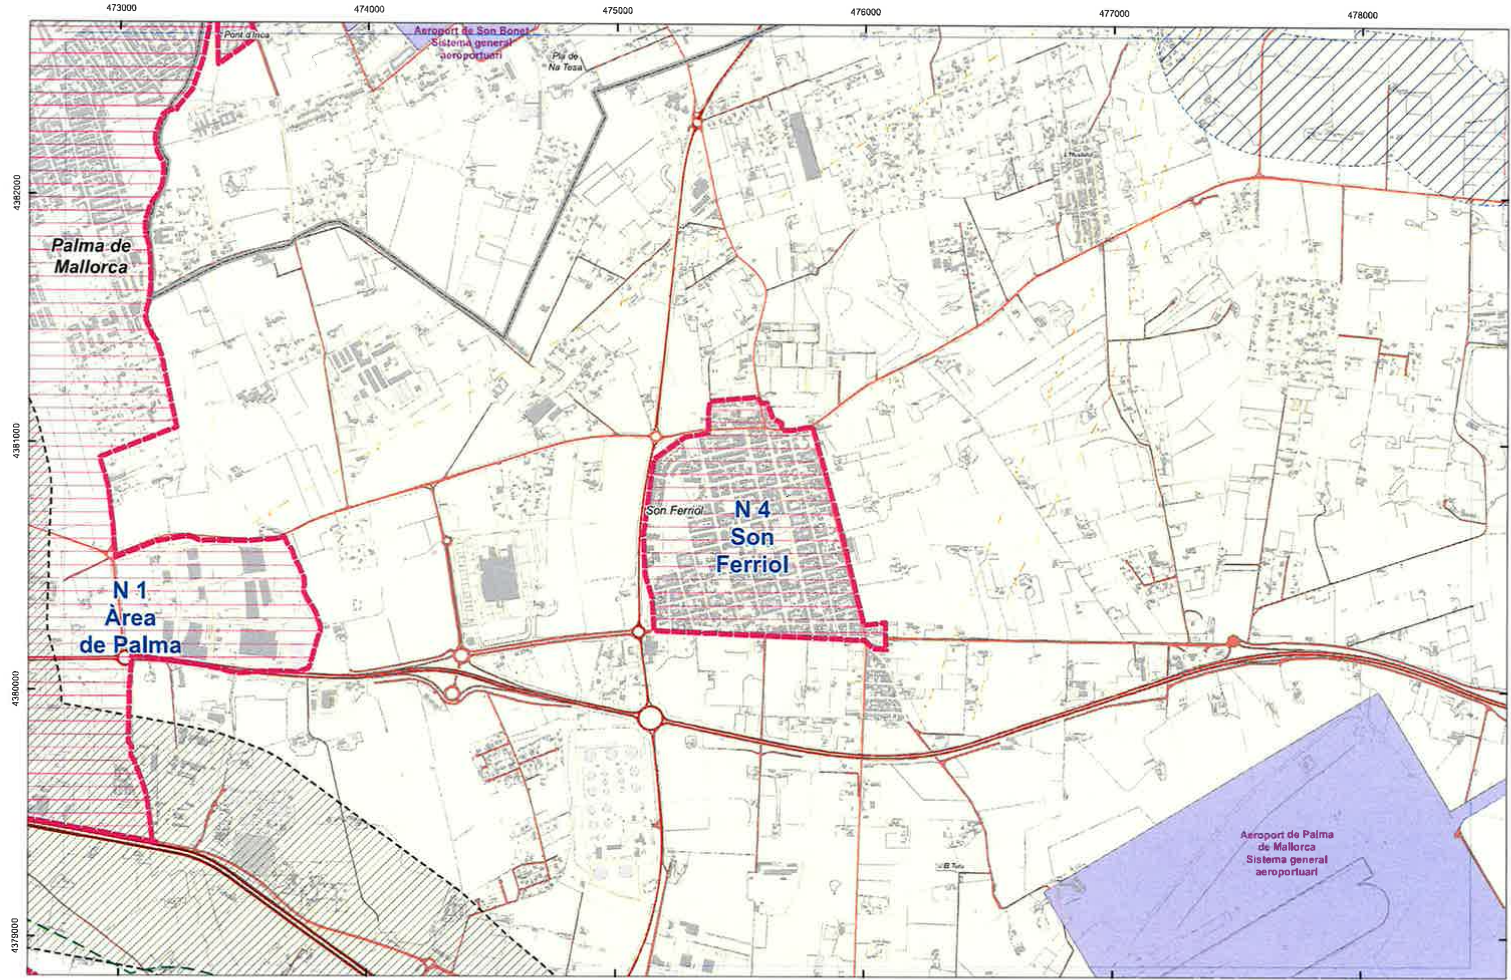 473000
474000
475000
476000
477000
478000
Pont d'Inca
Aeroport de Son Bonet
Sistema general
aeroportuari
Pla de
Na Tesa
4382000
Palma de
Mallorca
4381000
Son Ferriol
N 4
Son
Ferriol
N 1
Àrea
de Palma
4380000
Aeroport de Palma
de Mallorca
Sistema general
aeroportuari
4379000